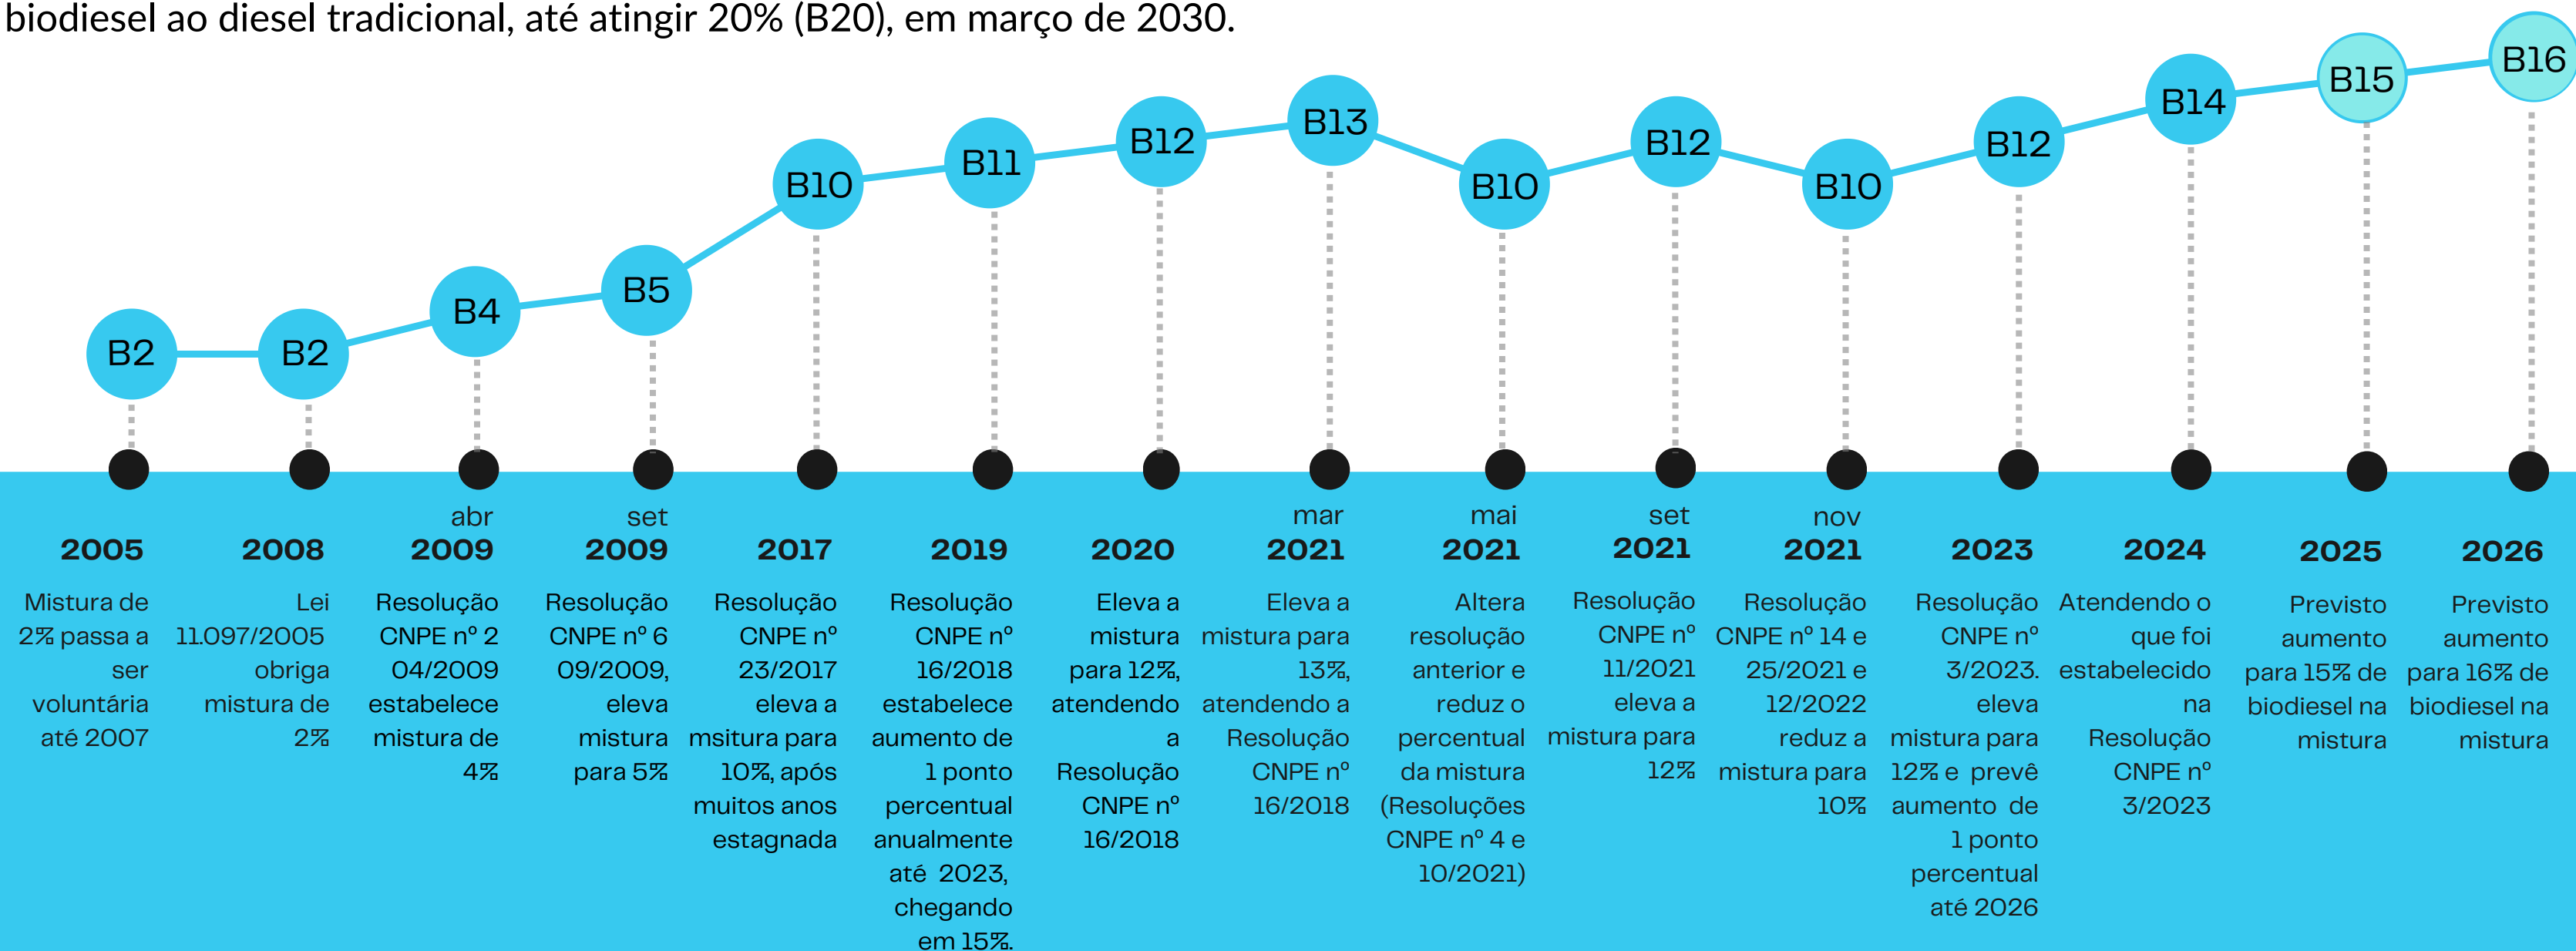 biodiesel ao diesel tradicional, até atingir 20% (B20), em março de 2030.
B2
B2
B4
B5
B10
B11
B12
B13
B10
B12
B10
B12
B14
B15
B16
2005
Mistura de
2% passa a
ser
voluntária
até 2007
2008
Lei
11.097/2005
obriga
mistura de
2%
abr
2009
Resolução
CNPE nº 2
04/2009
estabelece
mistura de
4%
set
2009
Resolução
CNPE nº 6
09/2009,
eleva
mistura
para 5%
2017
Resolução
CNPE nº
23/2017
eleva a
msitura para
10%, após
muitos anos
estagnada
2019
Resolução
CNPE nº
16/2018
estabelece
aumento de
1 ponto
percentual
anualmente
até 2023,
chegando
em 15%.
2020
Eleva a
mistura
para 12%,
atendendo
a
Resolução
CNPE nº
16/2018
mar
2021
Eleva a
mistura para
13%,
atendendo a
Resolução
CNPE nº
16/2018
mai
2021
Altera
resolução
anterior e
reduz o
percentual
da mistura
(Resoluções
CNPE nº 4 e
10/2021)
set
2021
Resolução
CNPE nº
11/2021
eleva a
mistura para
12%
nov
2021
Resolução
CNPE nº 14 e
25/2021 e
12/2022
reduz a
mistura para
10%
2023
Resolução
CNPE nº
3/2023.
eleva
mistura para
12% e prevê
aumento de
1 ponto
percentual
até 2026
2024
Atendendo o
que foi
estabelecido
na
Resolução
CNPE nº
3/2023
2025
Previsto
aumento
para 15% de
biodiesel na
mistura
2026
Previsto
aumento
para 16% de
biodiesel na
mistura